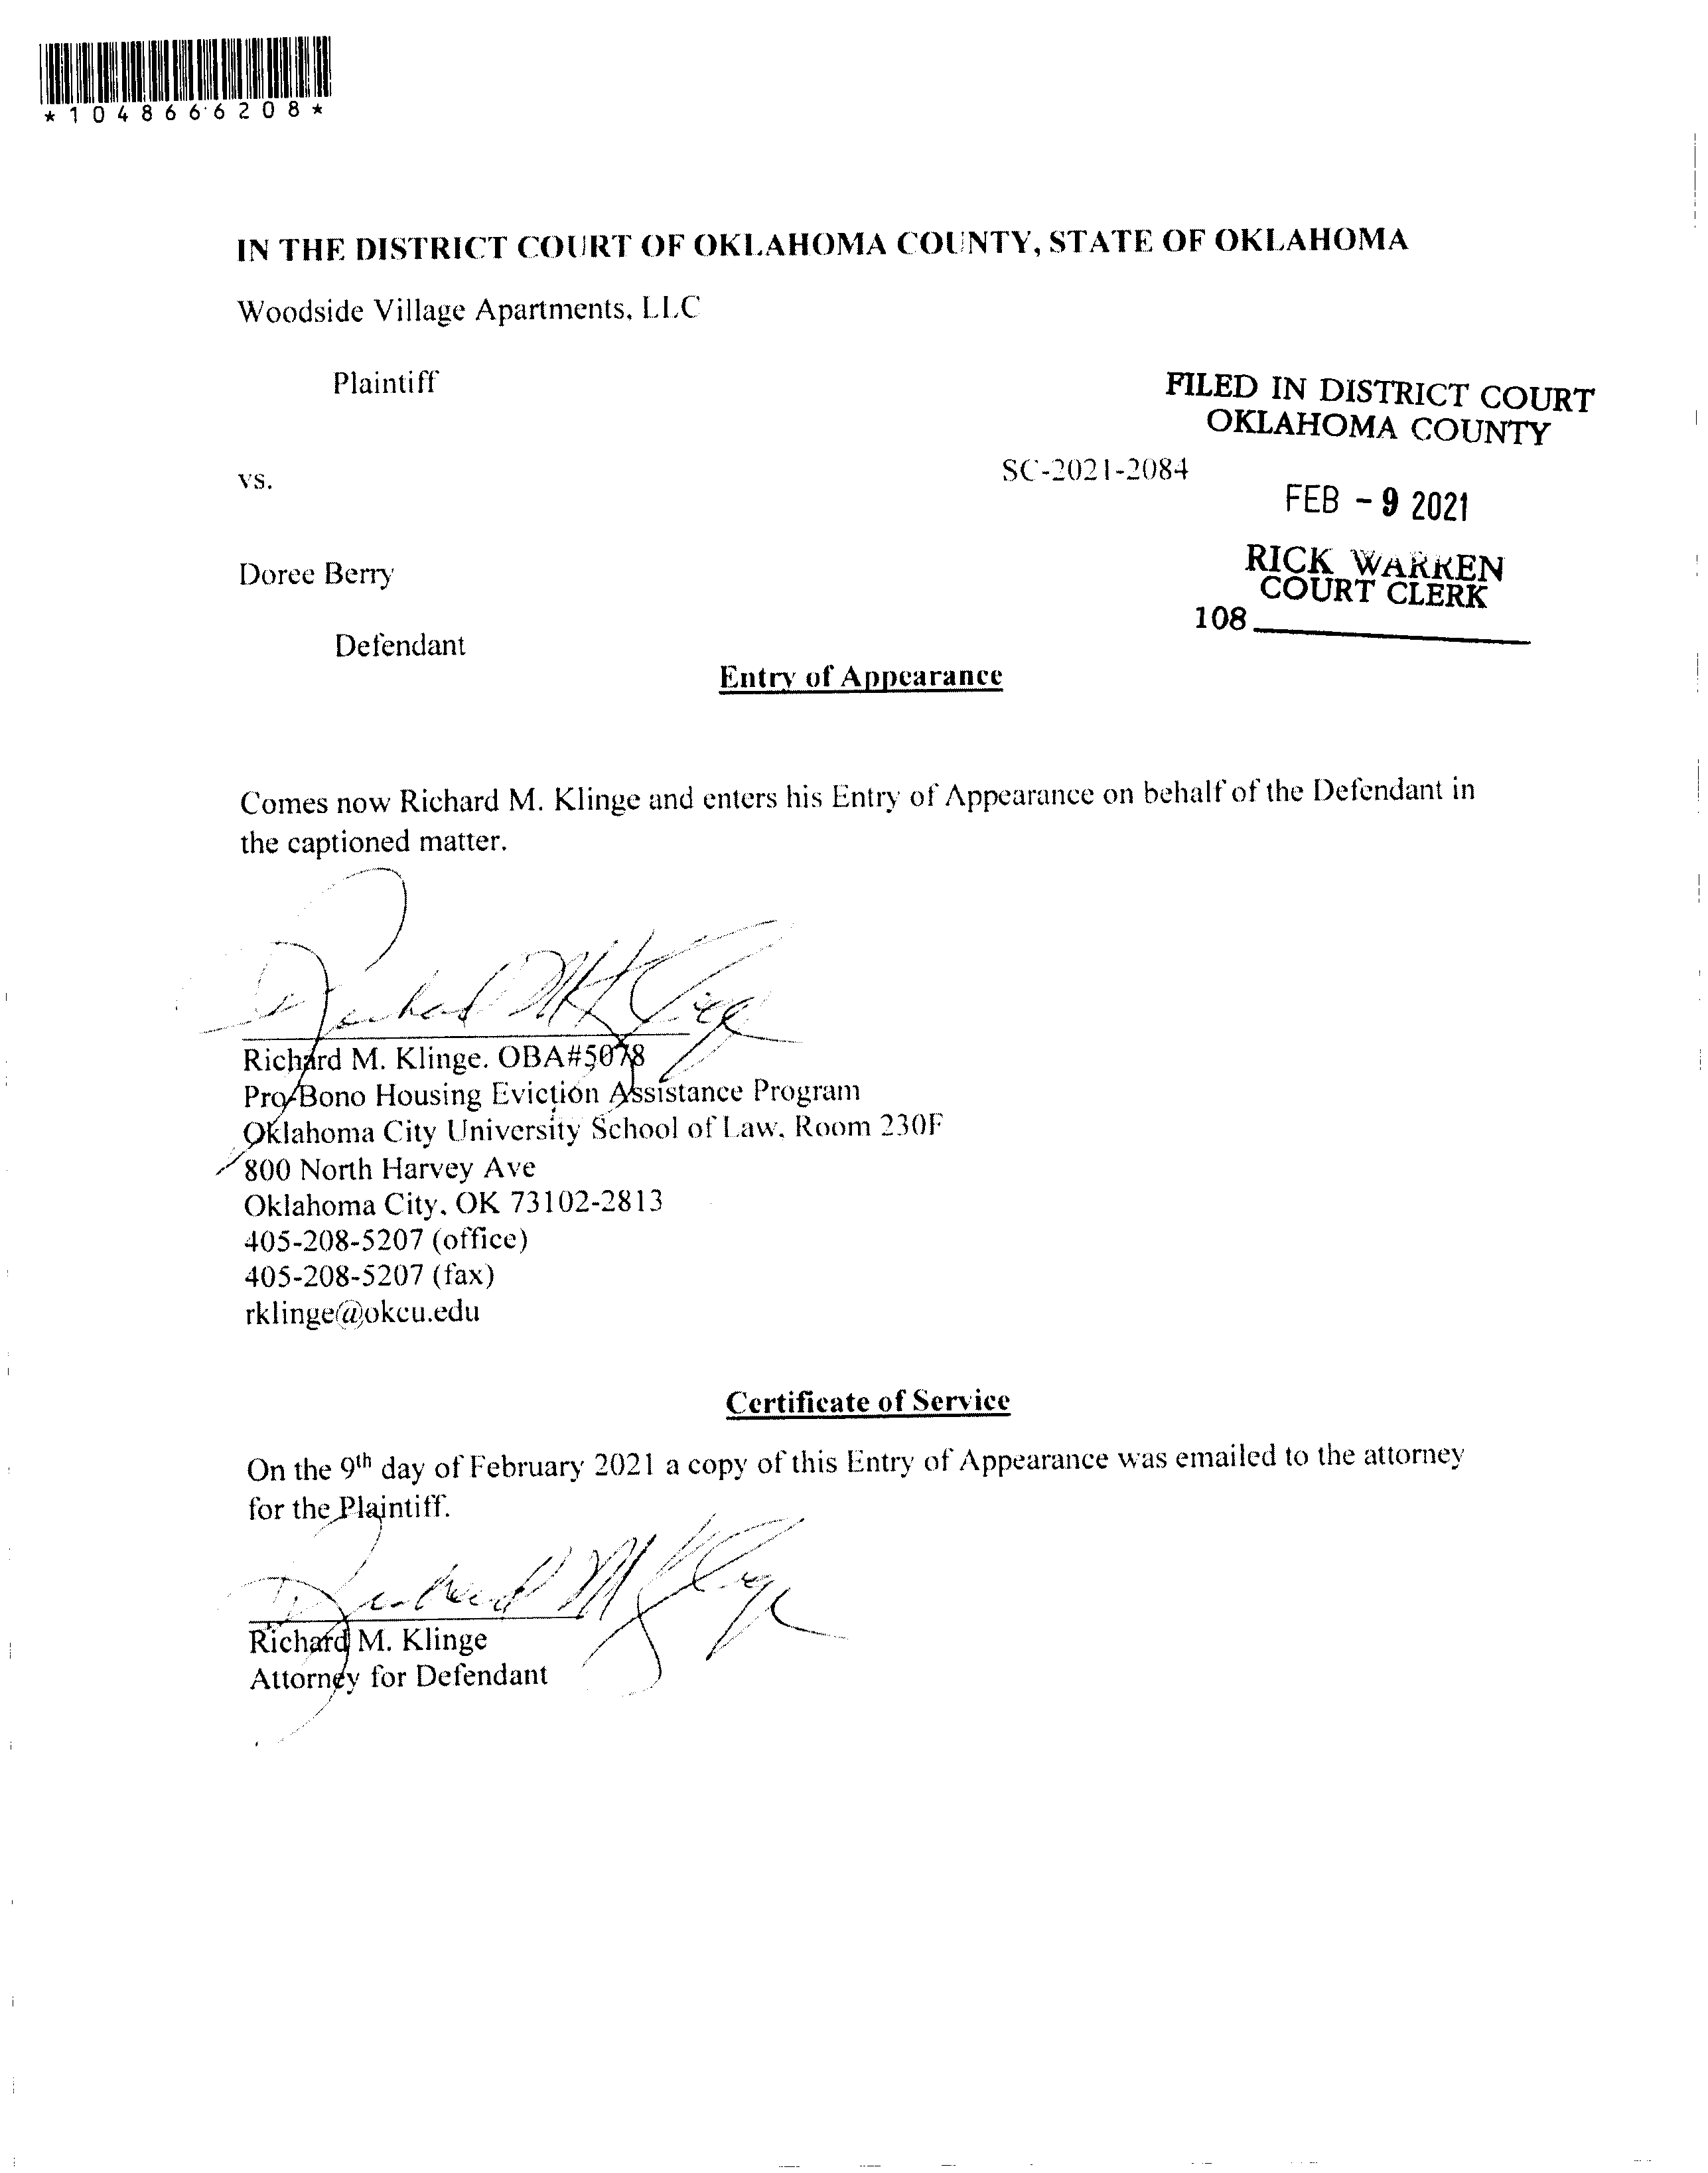 *1048666208*
IN THE DISTRICT COURT OF OKLAHOMA COUNTY, STATE OF OKLAHOMA
Woodside Village Apartments, LLC
Plaintiff
FILED IN DISTRICT COURT
OKLAHOMA COUNTY
vs.
SC-2021-2084
FEB - 9 2021
Doree Berry
RICK WARREN
COURT CLERK
108
Defendant
Entry of Appearance
Comes now Richard M. Klinge and enters his Entry of Appearance on behalf of the Defendant in
the captioned matter.
Richard M Klinge
Richard M. Klinge. OBA#5078
Pro Bono Housing Eviction Assistance Program
Oklahoma City University School of Law, Room 230F
800 North Harvey Ave
Oklahoma City, OK 73102-2813
405-208-5207 (office)
405-208-5207 (fax)
rklinge@okcu.edu
Certificate of Service
On the 9th day of February 2021 a copy of this Entry of Appearance was emailed to the attorney
for the Plaintiff.
Richard M Klinge
Richard M. Klinge
Attorney for Defendant